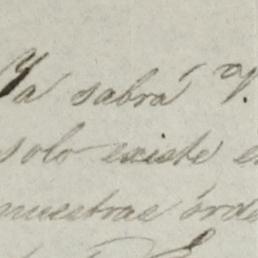 Ya sabrá V.
solo existe e
nuestras órde